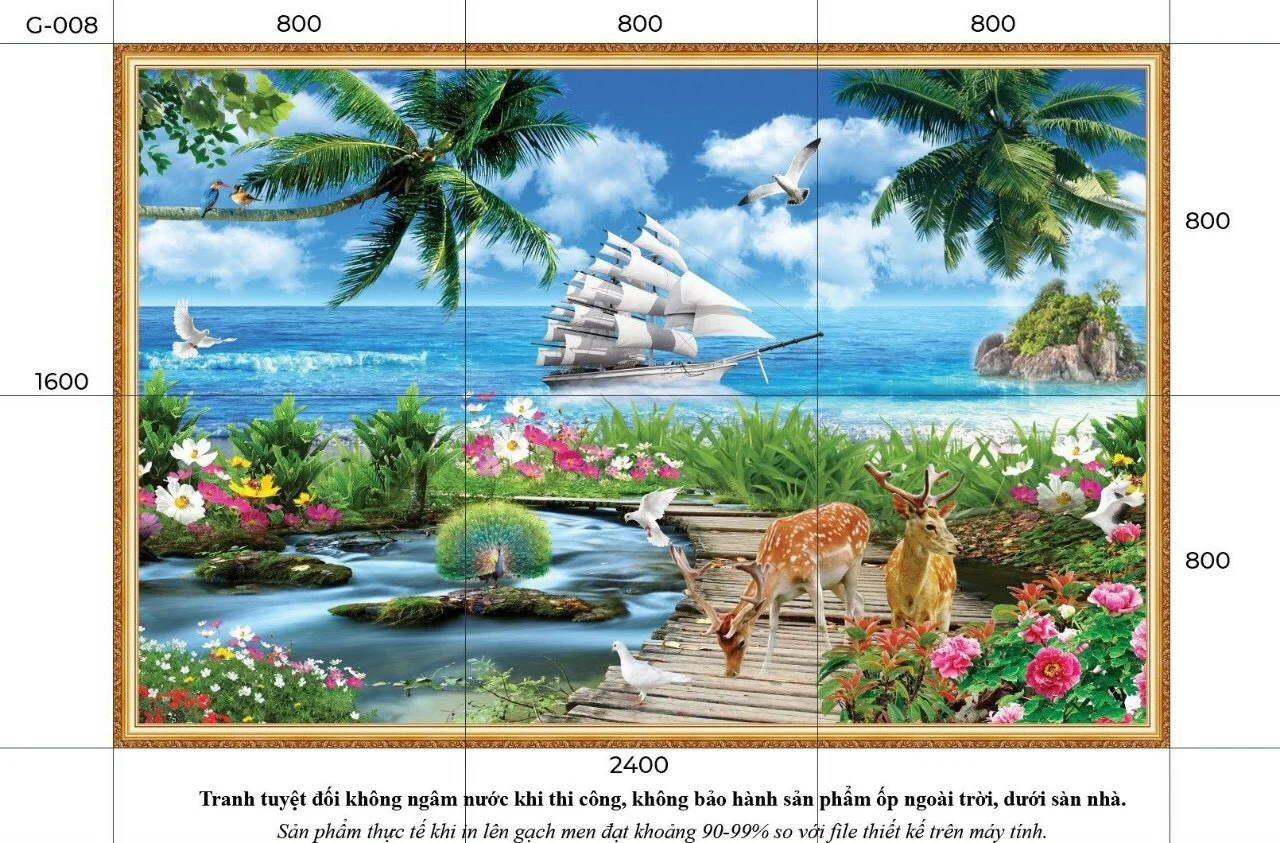 G-008
800
800
800
800
1600
800
2400
Tranh tuyệt đối không ngâm nước khi thi công, không bảo hành sản phẩm ốp ngoài trời, dưới sàn nhà.
Sản phẩm thực tế khi in lên gạch men đạt khoảng 90-99% so với file thiết kế trên máy tính.